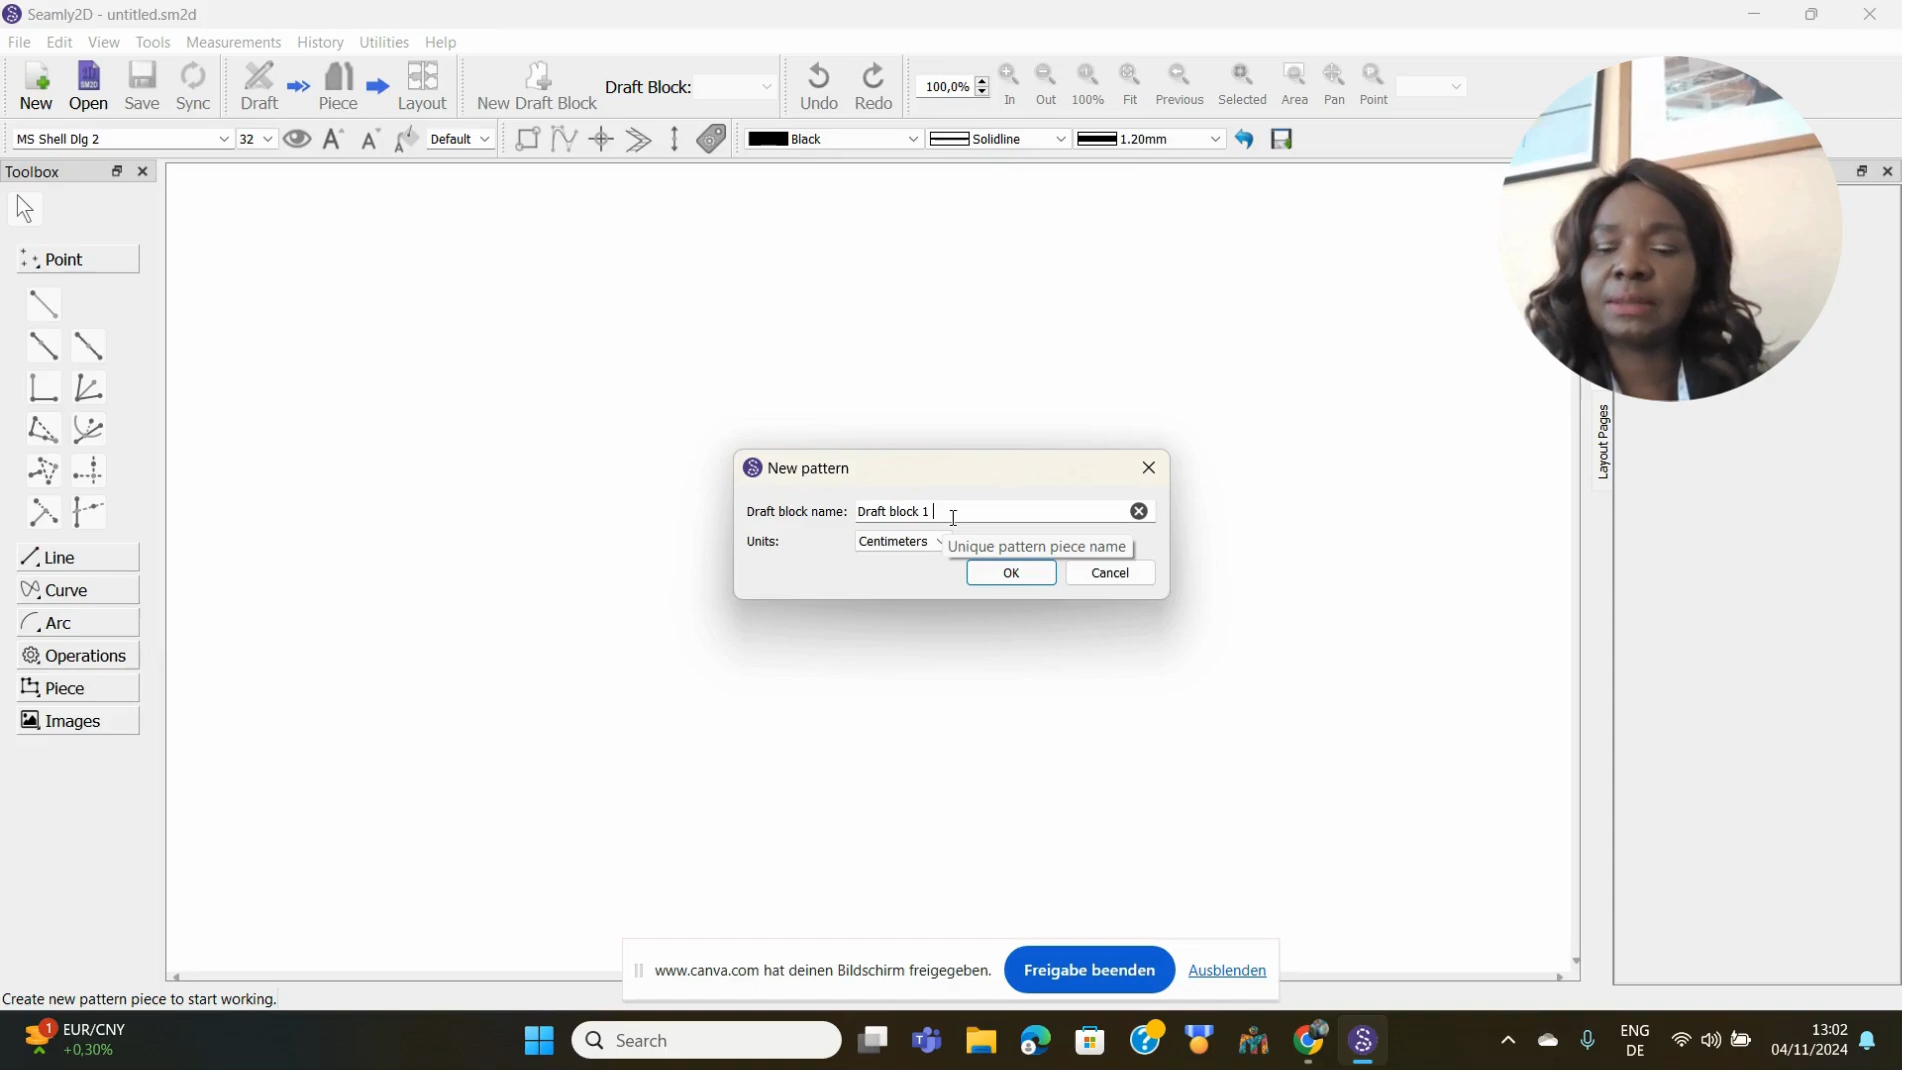 Seamly2D - untitled.sm2d
File Edit View Tools Measurements History Utilities Help
New Open Save Sync Draft Piece Layout New Draft Block Draft Block: Undo Redo 100,0% In Out 100% Fit Previous Selected Area Pan Point
MS Shell Dlg 2 32 Default Black Solidline 1.20mm
Toolbox
Point
Line
Curve
Arc
Operations
Piece
Images
New pattern
Draft block name: Draft block 1
Units: Centimeters
Unique pattern piece name
OK Cancel
Layout Pages
www.canva.com hat deinen Bildschirm freigegeben. Freigabe beenden Ausblenden
Create new pattern piece to start working.
1 EUR/CNY
+0,30%
Search
ENG
DE
13:02
04/11/2024